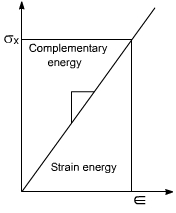 σx
Complementary
energy
Strain energy
∈